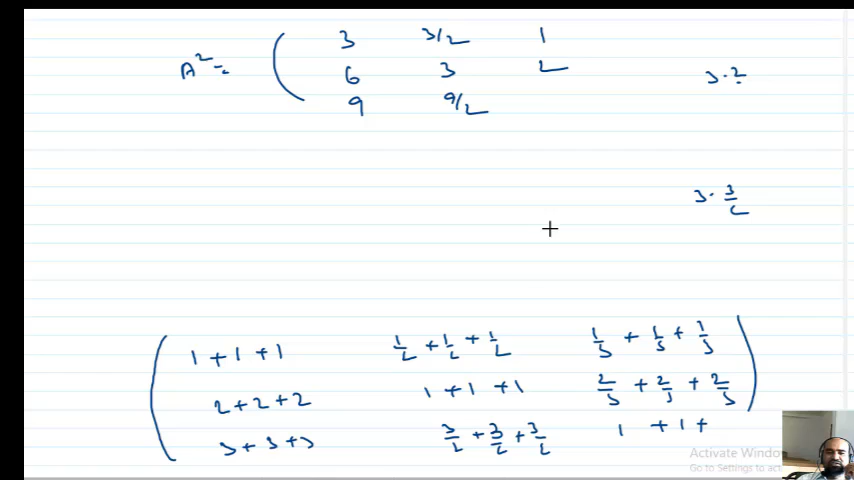 A² = ( 3 3/2 1
6 3 2
9 9/2
3 · 2
3 · 3/2
( 1 + 1 + 1 1/2 + 1/2 + 1/2 1/3 + 1/3 + 1/3 )
2 + 2 + 2 1 + 1 + 1 2/3 + 2/3 + 2/3
3 + 3 + 3 3/2 + 3/2 + 3/2 1 + 1 +
Activate Window
Go to Settings to act